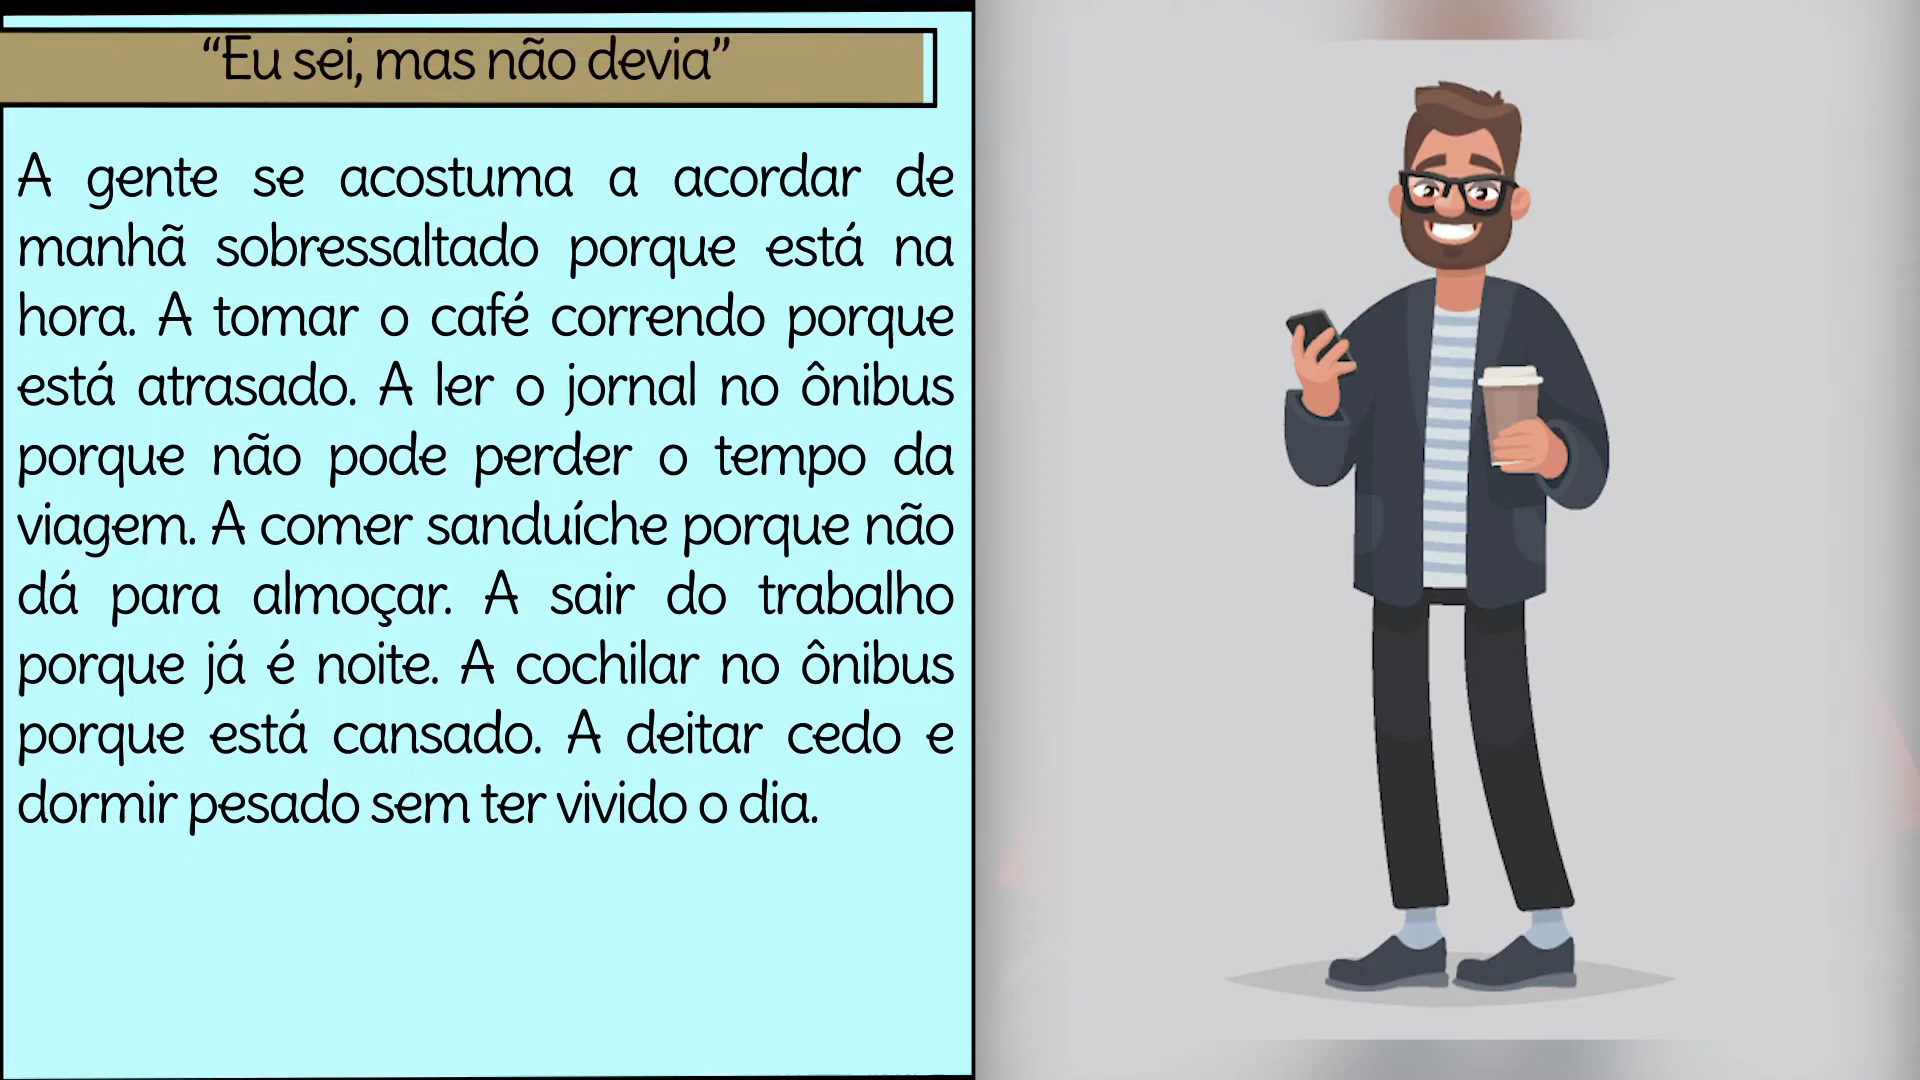 “Eu sei, mas não devia”
A gente se acostuma a acordar de
manhã sobressaltado porque está na
hora. A tomar o café correndo porque
está atrasado. A ler o jornal no ônibus
porque não pode perder o tempo da
viagem. A comer sanduíche porque não
dá para almoçar. A sair do trabalho
porque já é noite. A cochilar no ônibus
porque está cansado. A deitar cedo e
dormir pesado sem ter vivido o dia.